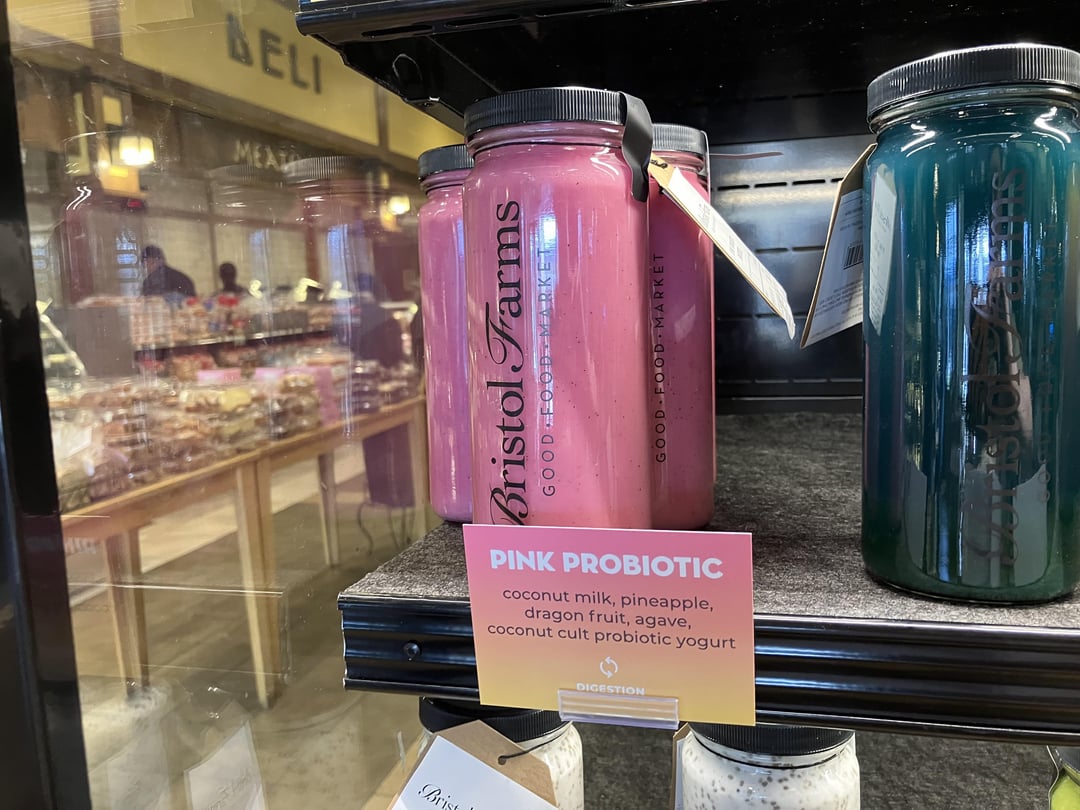 DELI
MEATS
Bristol Farms
GOOD • FOOD • MARKET
GOOD • FOOD • MARKET
Bristol Farms
PINK PROBIOTIC
coconut milk, pineapple,
dragon fruit, agave,
coconut cult probiotic yogurt
DIGESTION